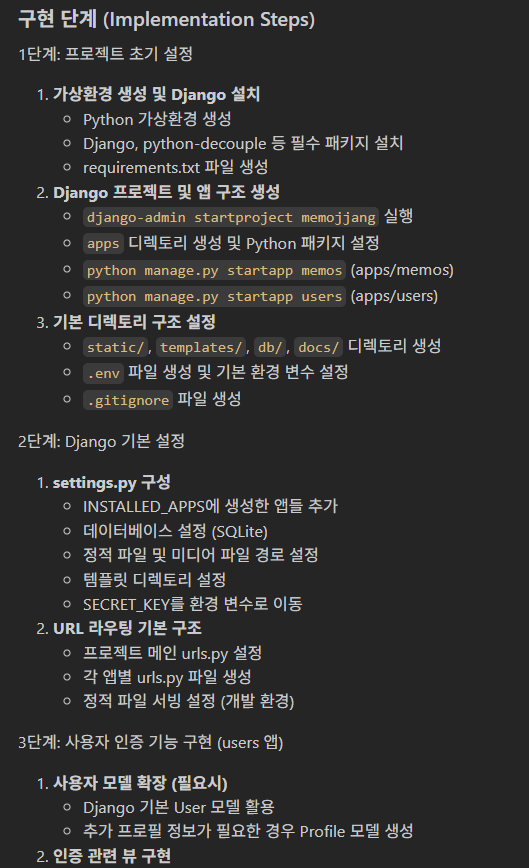 구현 단계 (Implementation Steps)
1단계: 프로젝트 초기 설정
1. 가상환경 생성 및 Django 설치
Python 가상환경 생성
Django, python-decouple 등 필수 패키지 설치
requirements.txt 파일 생성
2. Django 프로젝트 및 앱 구조 생성
django-admin startproject memojjang 실행
apps 디렉토리 생성 및 Python 패키지 설정
python manage.py startapp memos (apps/memos)
python manage.py startapp users (apps/users)
3. 기본 디렉토리 구조 설정
static/, templates/, db/, docs/ 디렉토리 생성
.env 파일 생성 및 기본 환경 변수 설정
.gitignore 파일 생성
2단계: Django 기본 설정
1. settings.py 구성
INSTALLED_APPS에 생성한 앱들 추가
데이터베이스 설정 (SQLite)
정적 파일 및 미디어 파일 경로 설정
템플릿 디렉토리 설정
SECRET_KEY를 환경 변수로 이동
2. URL 라우팅 기본 구조
프로젝트 메인 urls.py 설정
각 앱별 urls.py 파일 생성
정적 파일 서빙 설정 (개발 환경)
3단계: 사용자 인증 기능 구현 (users 앱)
1. 사용자 모델 확장 (필요시)
Django 기본 User 모델 활용
추가 프로필 정보가 필요한 경우 Profile 모델 생성
2. 인증 관련 뷰 구현